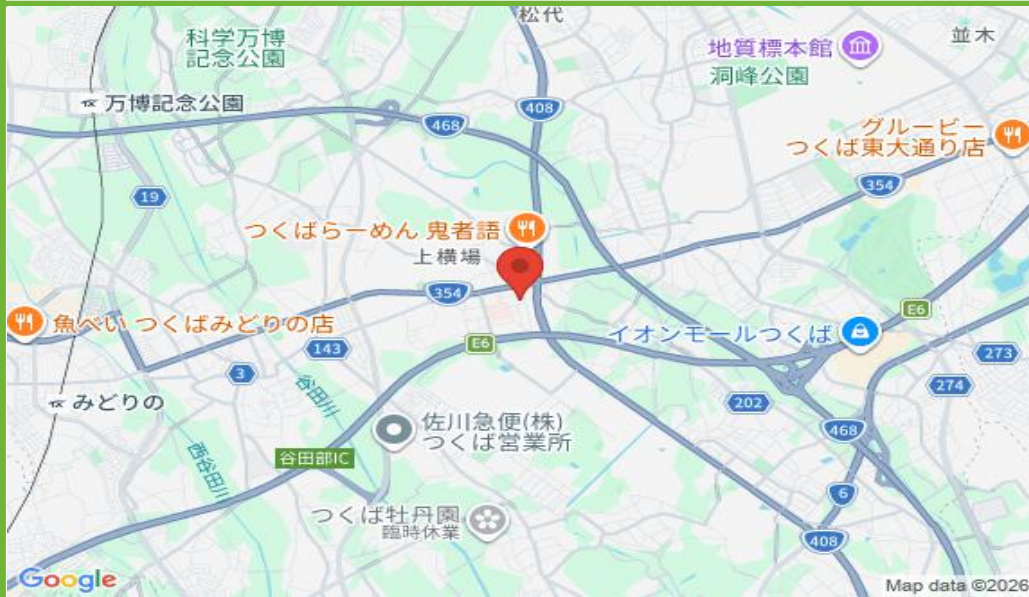 松代
科学万博
記念公園
地質標本館
洞峰公園
並木
万博記念公園
408
468
グルービー
つくば東大通り店
19
354
つくばらーめん 鬼者語
上横場
354
魚べい つくばみどりの店
E6
イオンモールつくば
E6
143
273
3
谷田川
274
みどりの
202
佐川急便(株)
つくば営業所
468
谷田部IC
西谷田川
6
つくば牡丹園
臨時休業
408
Google
Map data ©2026